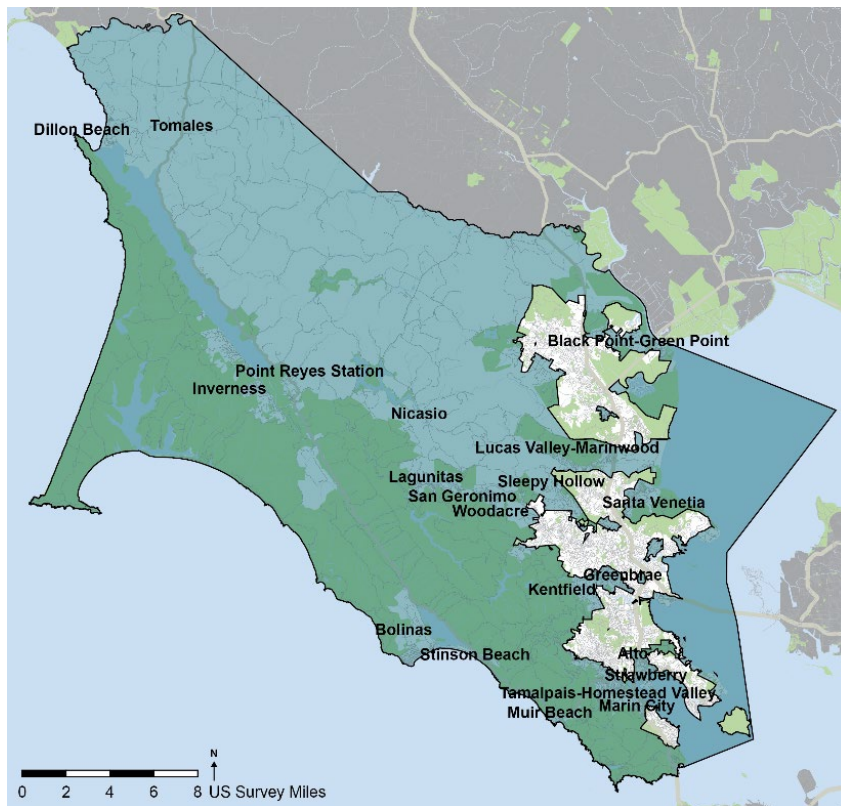 Dillon Beach
Tomales
Black Point-Green Point
Point Reyes Station
Inverness
Nicasio
Lucas Valley-Marinwood
Lagunitas
Sleepy Hollow
San Geronimo
Santa Venetia
Woodacre
Greenbrae
Kentfield
Bolinas
Stinson Beach
Alto
Strawberry
Tamalpais-Homestead Valley
Marin City
Muir Beach
N
0 2 4 6 8 US Survey Miles